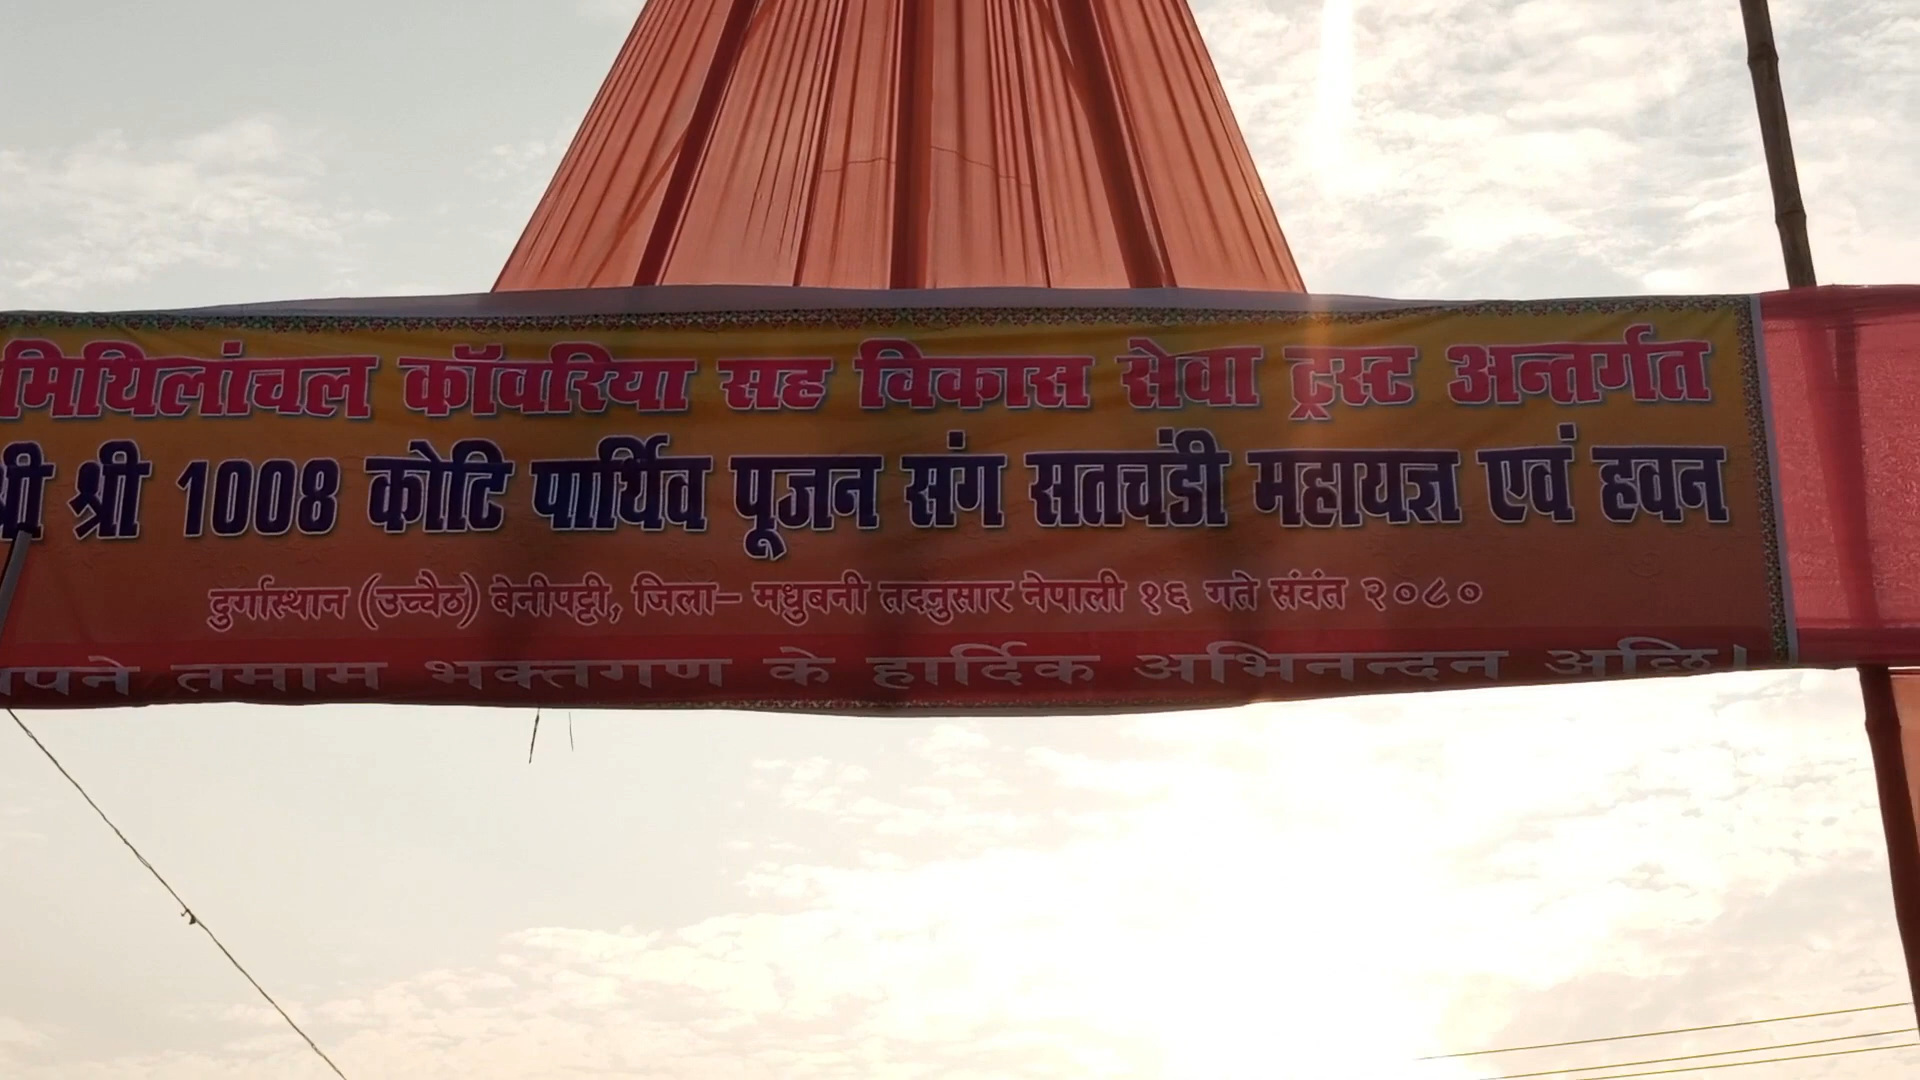 मिथिलांचल कॉवरिया सह विकास सेवा ट्रस्ट अन्तर्गत
श्री 1008 कोटि पार्थिव पूजन संग सतचंडी महायज्ञ एवं हवन
दुर्गास्थान (उच्चैठ) बेनीपट्टी, जिला– मधुबनी तदनुसार नेपाली १६ गते संवंत २०८०
तमाम भक्तगण के हार्दिक अभिनन्दन अछि।